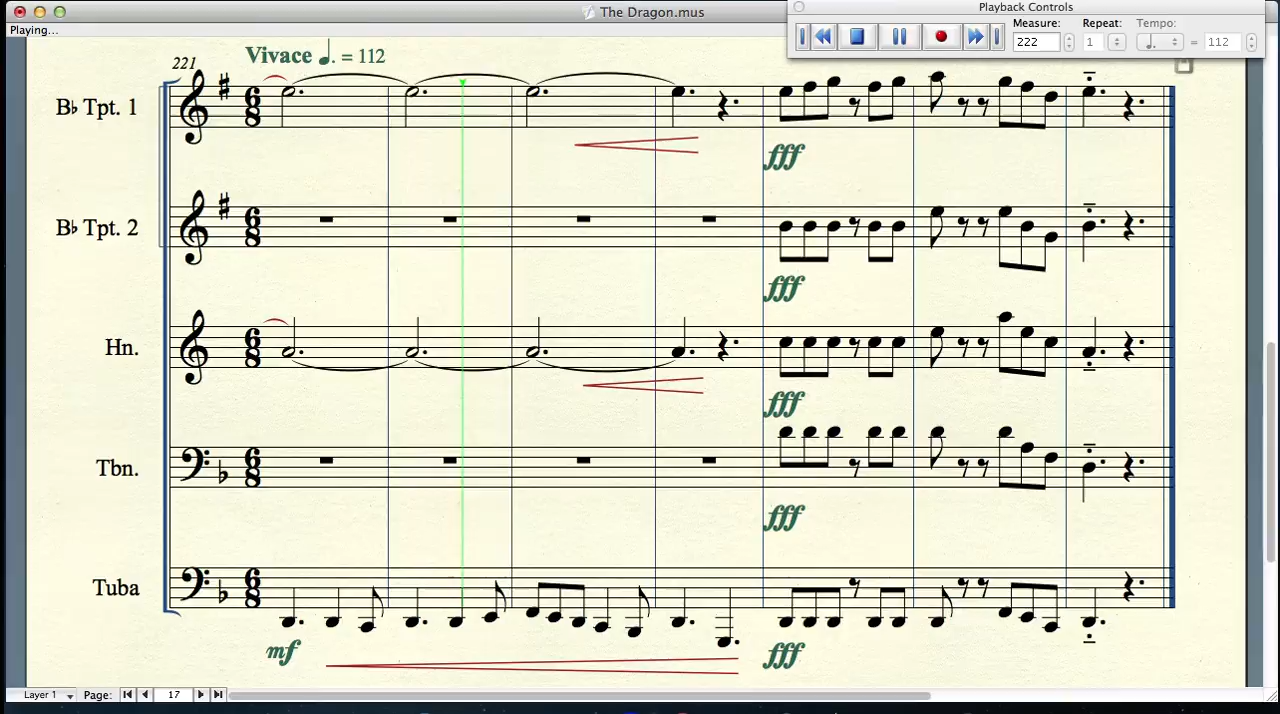 The Dragon.mus
Playback Controls
Playing...
Measure:
Repeat:
Tempo:
222
1
= 112
Vivace ♩. = 112
221
B♭ Tpt. 1
fff
B♭ Tpt. 2
fff
Hn.
fff
Tbn.
fff
Tuba
mf
fff
Layer 1
Page:
17